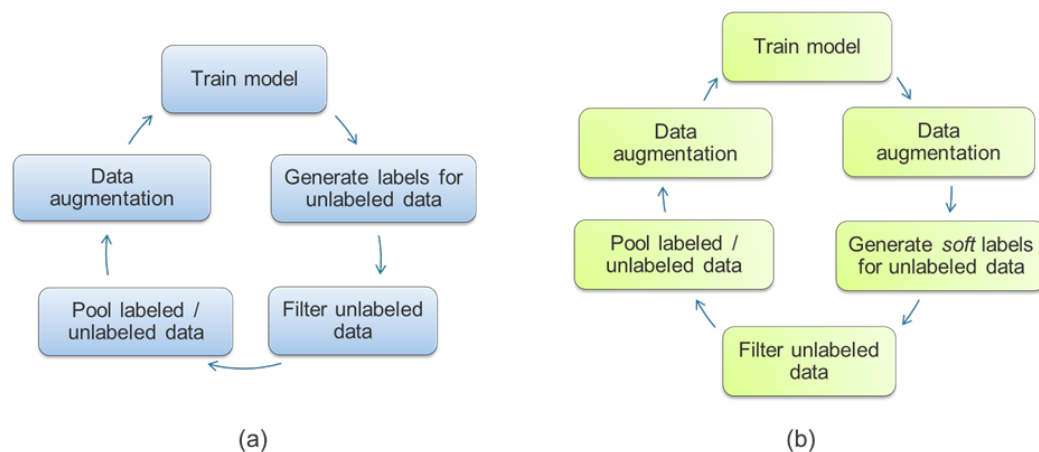 Train model
Generate labels for
unlabeled data
Filter unlabeled
data
Pool labeled /
unlabeled data
Data
augmentation
(a)
Train model
Data
augmentation
Generate soft labels
for unlabeled data
Filter unlabeled
data
Pool labeled /
unlabeled data
Data
augmentation
(b)